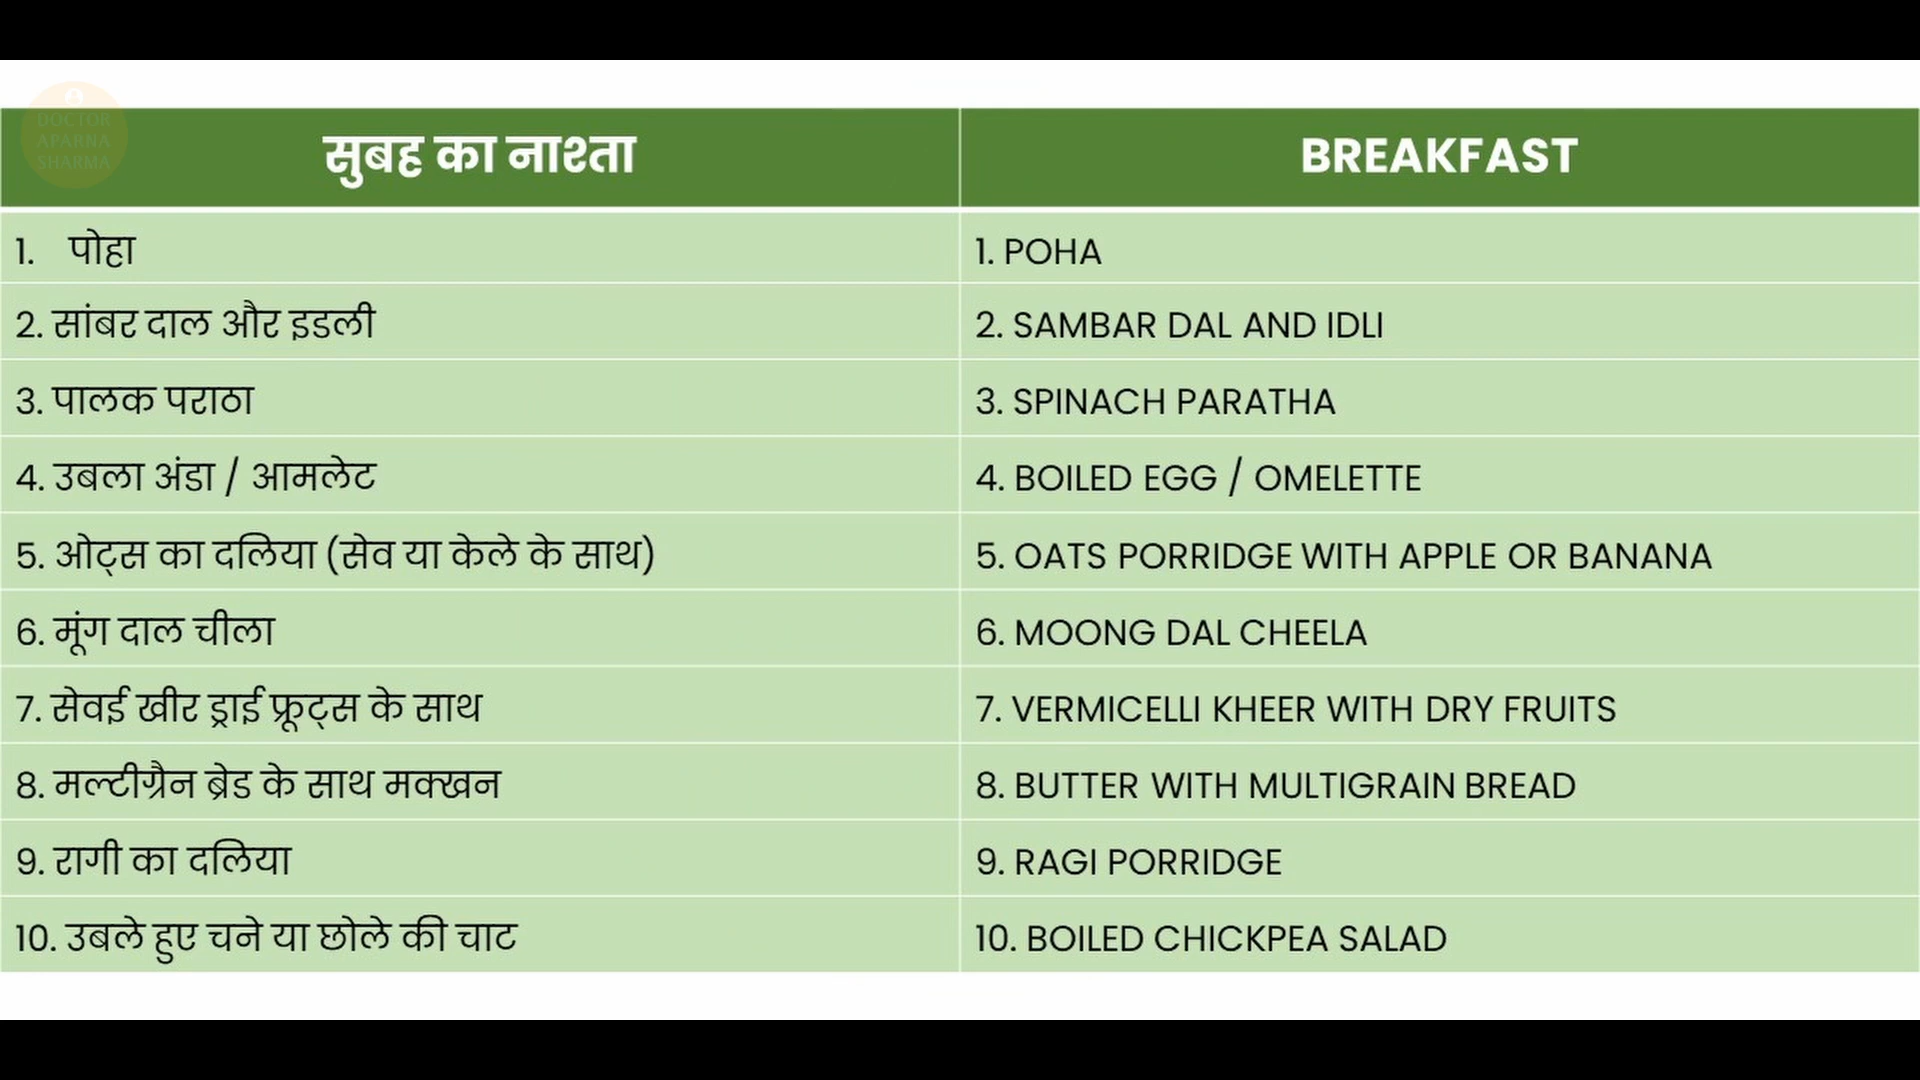 DOCTOR
APARNA
SHARMA
सुबह का नाश्ता
BREAKFAST
1. पोहा
1. POHA
2. सांबर दाल और इडली
2. SAMBAR DAL AND IDLI
3. पालक पराठा
3. SPINACH PARATHA
4. उबला अंडा / आमलेट
4. BOILED EGG / OMELETTE
5. ओट्स का दलिया (सेव या केले के साथ)
5. OATS PORRIDGE WITH APPLE OR BANANA
6. मूंग दाल चीला
6. MOONG DAL CHEELA
7. सेवई खीर ड्राई फ्रूट्स के साथ
7. VERMICELLI KHEER WITH DRY FRUITS
8. मल्टीग्रैन ब्रेड के साथ मक्खन
8. BUTTER WITH MULTIGRAIN BREAD
9. रागी का दलिया
9. RAGI PORRIDGE
10. उबले हुए चने या छोले की चाट
10. BOILED CHICKPEA SALAD